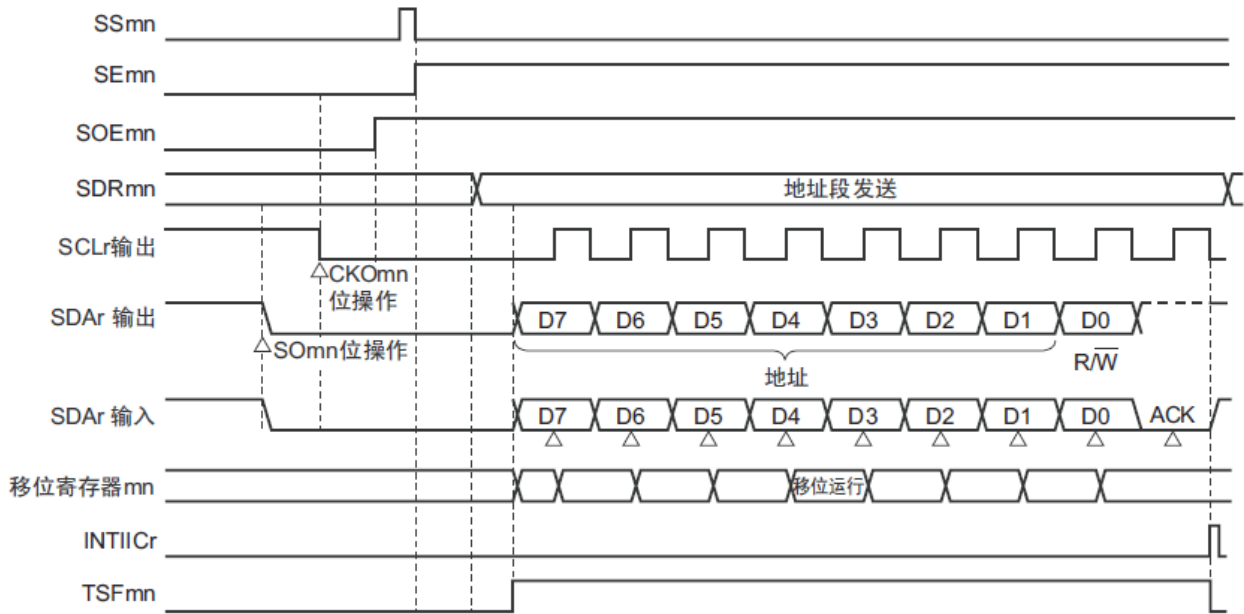 SSmn
SEmn
SOEmn
SDRmn
地址段发送
SCLr输出
△CKOmn
位操作
SDAr 输出
D7 D6 D5 D4 D3 D2 D1 D0
△SOmn位操作
地址
R/W
SDAr 输入
D7 D6 D5 D4 D3 D2 D1 D0 ACK
移位寄存器mn
移位运行
INTIICr
TSFmn